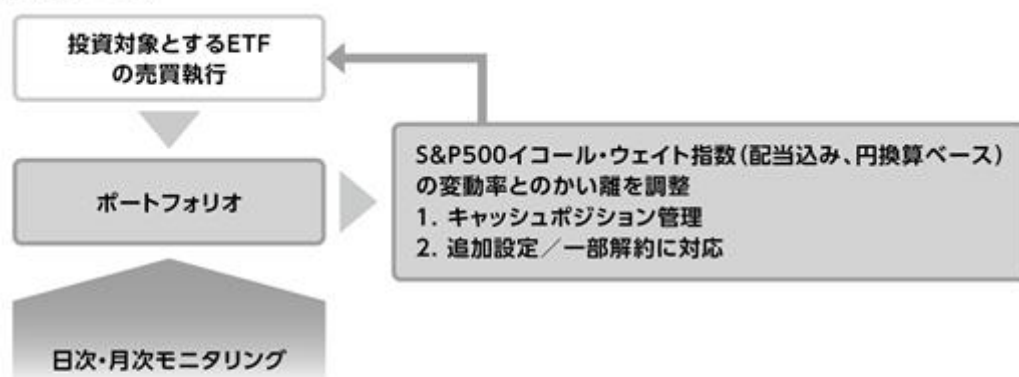 投資対象とするETF
の売買執行
ポートフォリオ
S&P500イコール・ウェイト指数(配当込み、円換算ベース)
の変動率とのかい離を調整
1. キャッシュポジション管理
2. 追加設定／一部解約に対応
日次・月次モニタリング